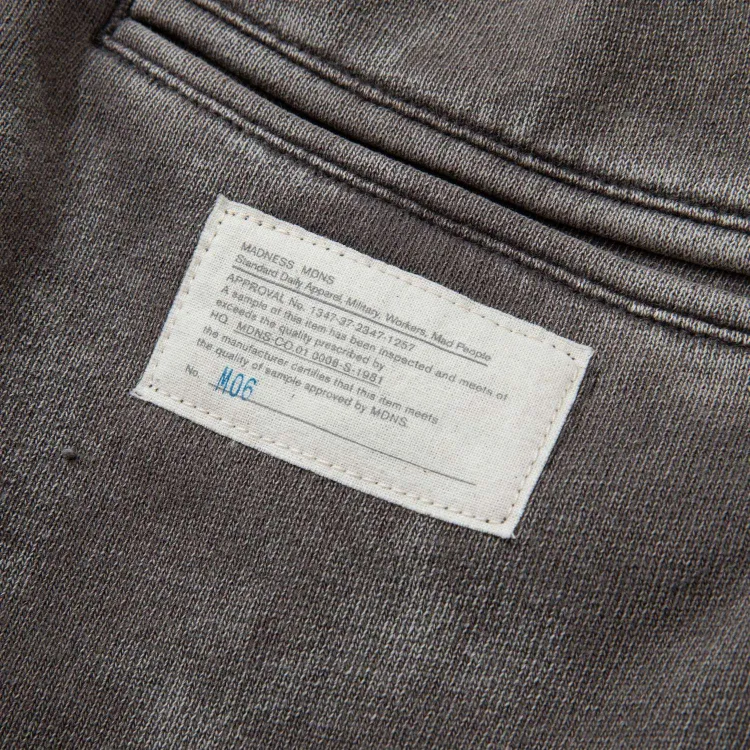 MADNESS MDNS
Standard Daily Apparel, Military, Workers, Mad People
APPROVAL No. 1347-37-2347-1257
A sample of this item has been inspected and meets of
exceeds the quality prescribed by
HQ MDNS-CO.01 0006-S-1981
the manufacturer certifies that this item meets
the quality of sample approved by MDNS.
No. M06